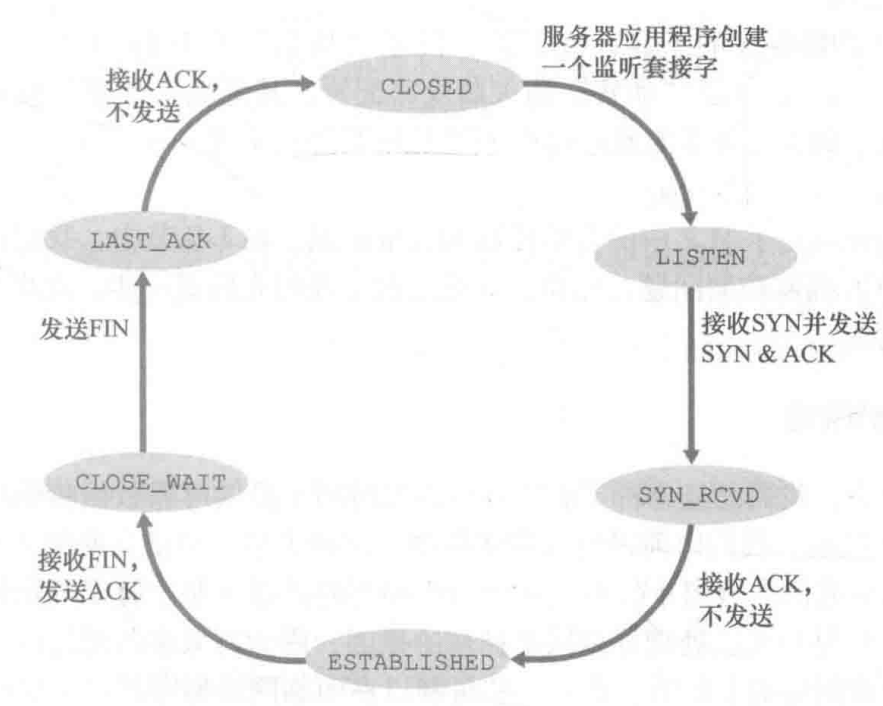 服务器应用程序创建
一个监听套接字
CLOSED
接收ACK，
不发送
LAST_ACK
LISTEN
发送FIN
接收SYN并发送
SYN & ACK
CLOSE_WAIT
SYN_RCVD
接收FIN，
发送ACK
接收ACK，
不发送
ESTABLISHED